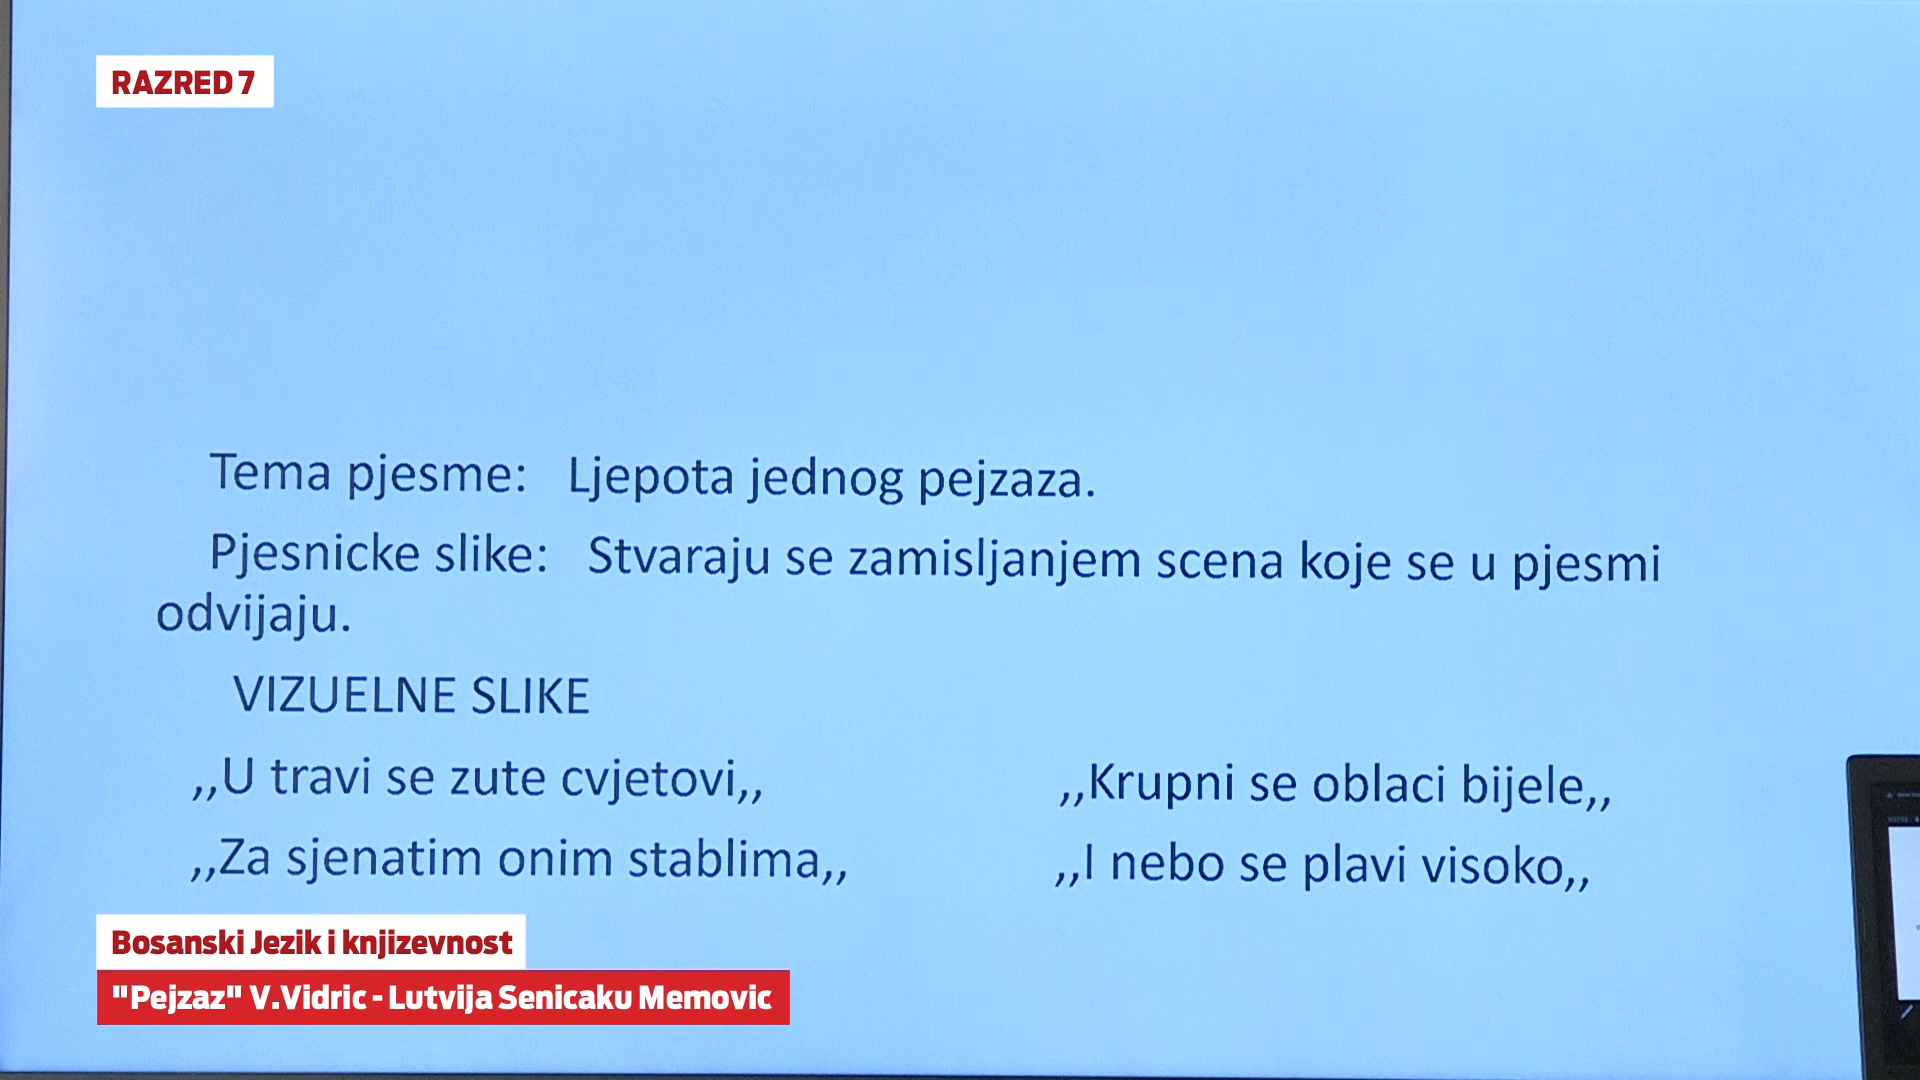 RAZRED 7
Tema pjesme: Ljepota jednog pejzaza.
Pjesnicke slike: Stvaraju se zamisljanjem scena koje se u pjesmi
odvijaju.
VIZUELNE SLIKE
,,U travi se zute cvjetovi,, ,,Krupni se oblaci bijele,,
,,Za sjenatim onim stablima,, ,,I nebo se plavi visoko,,
Bosanski Jezik i knjizevnost
"Pejzaz" V.Vidric - Lutvija Senicaku Memovic